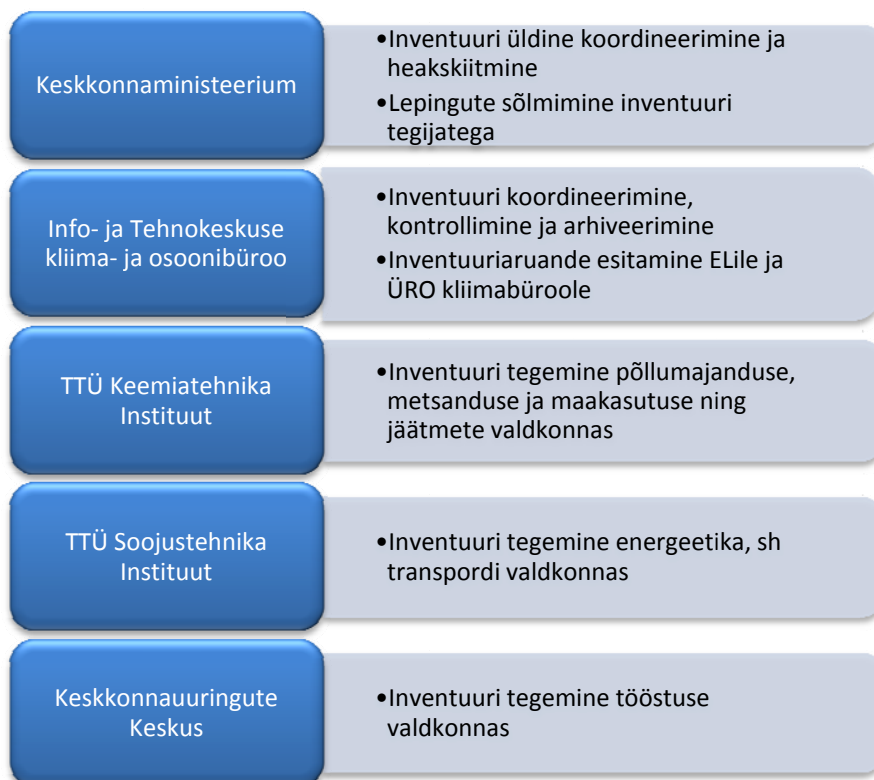 Keskkonnaministeerium
•Inventuuri üldine koordineerimine ja
heakskiitmine
•Lepingute sõlmimine inventuuri
tegijatega
Info- ja Tehnokeskuse
kliima- ja osoonibüroo
•Inventuuri koordineerimine,
kontrollimine ja arhiveerimine
•Inventuuriaruande esitamine ELile ja
ÜRO kliimabüroole
TTÜ Keemiatehnika
Instituut
•Inventuuri tegemine põllumajanduse,
metsanduse ja maakasutuse ning
jäätmete valdkonnas
TTÜ Soojustehnika
Instituut
•Inventuuri tegemine energeetika, sh
transpordi valdkonnas
Keskkonnauuringute
Keskus
•Inventuuri tegemine tööstuse
valdkonnas